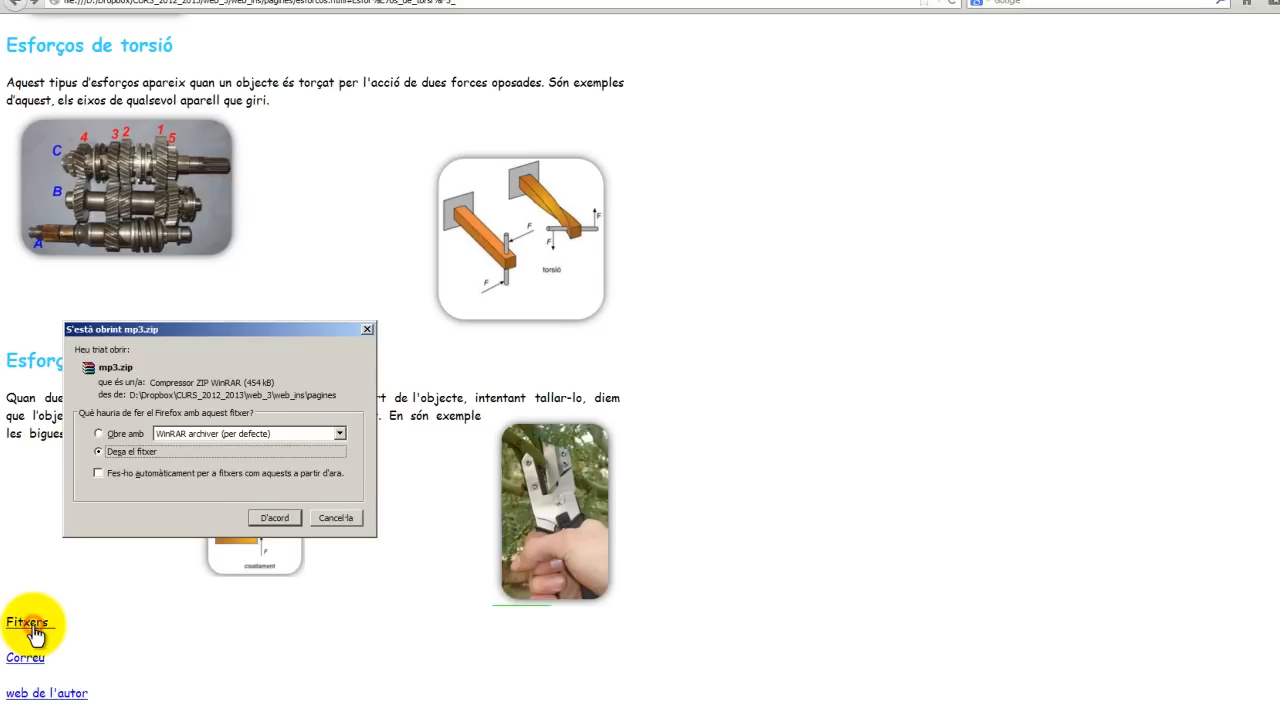 Esforços de torsió
Aquest tipus d'esforços apareix quan un objecte és torçat per l'acció de dues forces oposades. Són exemples
d'aquest, els eixos de qualsevol aparell que giri.
4 3 2 1 5
C
B
A
F
F
F
F
torsió
S'està obrint mp3.zip
Heu triat obrir:
mp3.zip
que és un/a: Compressor ZIP WinRAR (454 kB)
des de: D:\Dropbox\CURS_2012_2013\web_3\web_ins\pagines
Què hauria de fer el Firefox amb aquest fitxer?
Obre amb WinRAR archiver (per defecte)
Desa el fitxer
Fes-ho automàticament per a fitxers com aquests a partir d'ara.
D'acord Cancel·la
Quan due rt de l'objecte, intentant tallar-lo, diem
que l'obje . En són exemple
les bigues
F
cisallament
Fitxers
Correu
web de l'autor